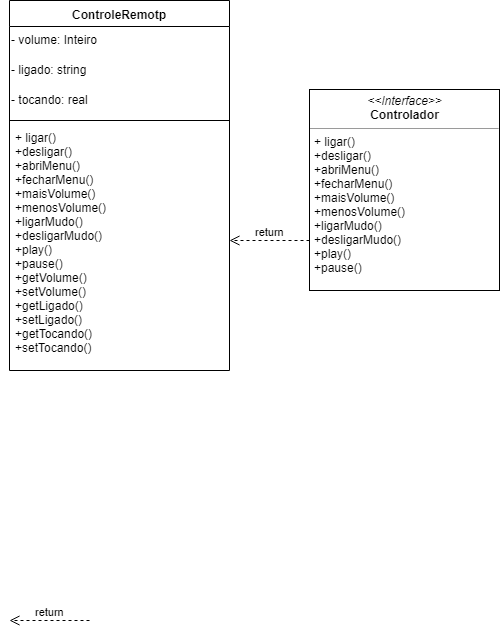 ControleRemotp
- volume: Inteiro
- ligado: string
- tocando: real
+ ligar()
+desligar()
+abriMenu()
+fecharMenu()
+maisVolume()
+menosVolume()
+ligarMudo()
+desligarMudo()
+play()
+pause()
+getVolume()
+setVolume()
+getLigado()
+setLigado()
+getTocando()
+setTocando()
return
<<Interface>>
Controlador
+ ligar()
+desligar()
+abriMenu()
+fecharMenu()
+maisVolume()
+menosVolume()
+ligarMudo()
+desligarMudo()
+play()
+pause()
return